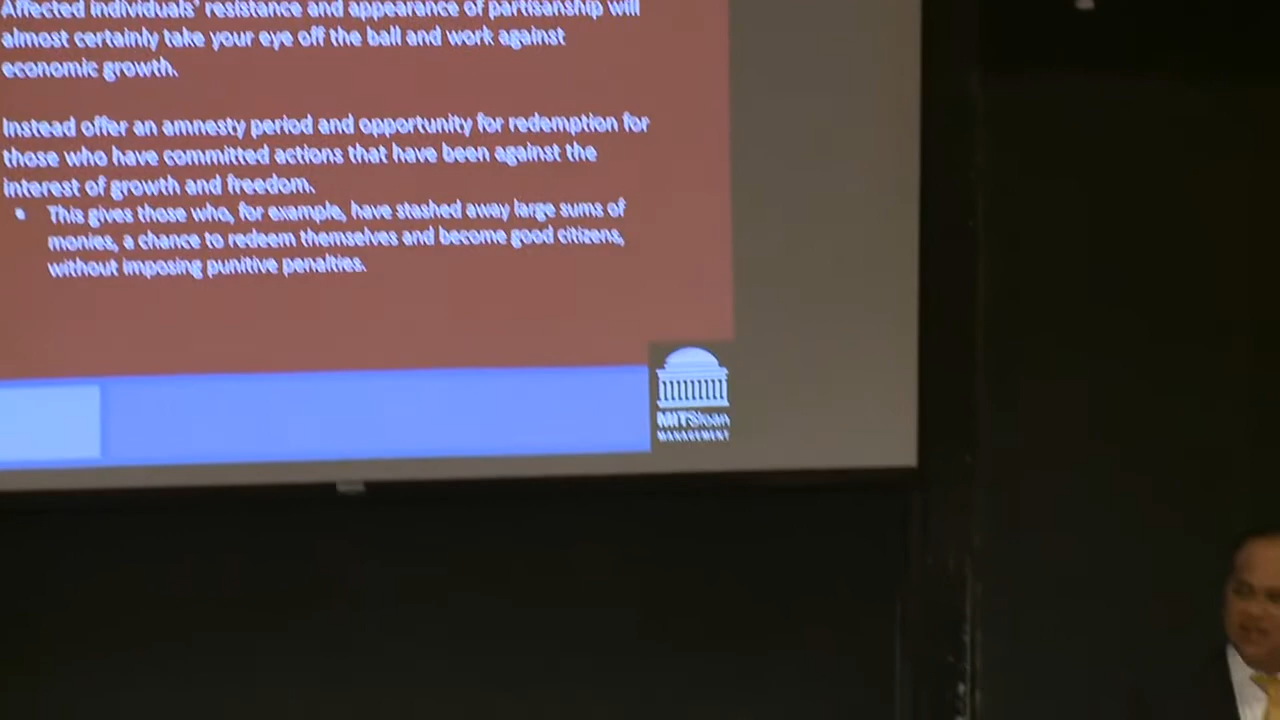 Affected individuals' resistance and appearance of partisanship will
almost certainly take your eye off the ball and work against
economic growth.
Instead offer an amnesty period and opportunity for redemption for
those who have committed actions that have been against the
interest of growth and freedom.
This gives those who, for example, have stashed away large sums of
monies, a chance to redeem themselves and become good citizens,
without imposing punitive penalties.
MITSloan
MANAGEMENT